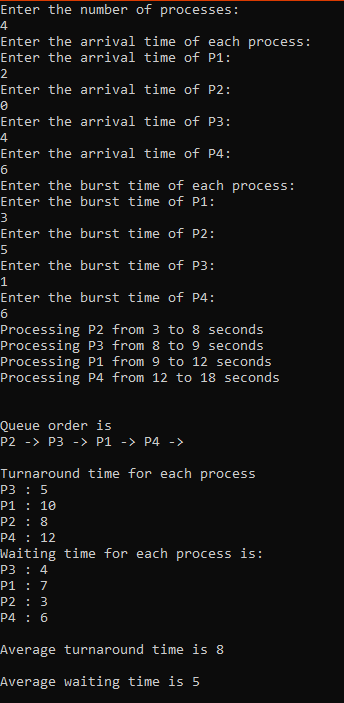 Enter the number of processes:
4
Enter the arrival time of each process:
Enter the arrival time of P1:
2
Enter the arrival time of P2:
0
Enter the arrival time of P3:
4
Enter the arrival time of P4:
6
Enter the burst time of each process:
Enter the burst time of P1:
3
Enter the burst time of P2:
5
Enter the burst time of P3:
1
Enter the burst time of P4:
6
Processing P2 from 3 to 8 seconds
Processing P3 from 8 to 9 seconds
Processing P1 from 9 to 12 seconds
Processing P4 from 12 to 18 seconds
Queue order is
P2 -> P3 -> P1 -> P4 ->
Turnaround time for each process
P3 : 5
P1 : 10
P2 : 8
P4 : 12
Waiting time for each process is:
P3 : 4
P1 : 7
P2 : 3
P4 : 6
Average turnaround time is 8
Average waiting time is 5